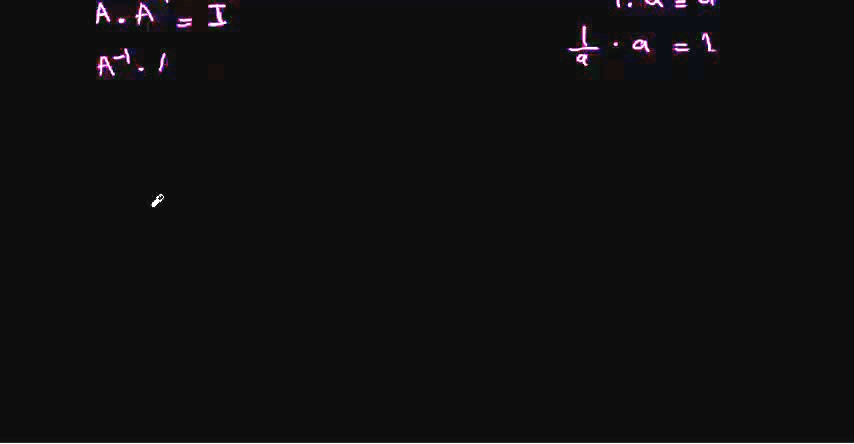 A . A = I
A⁻¹ .
1 . a = a
1/a · a = 1